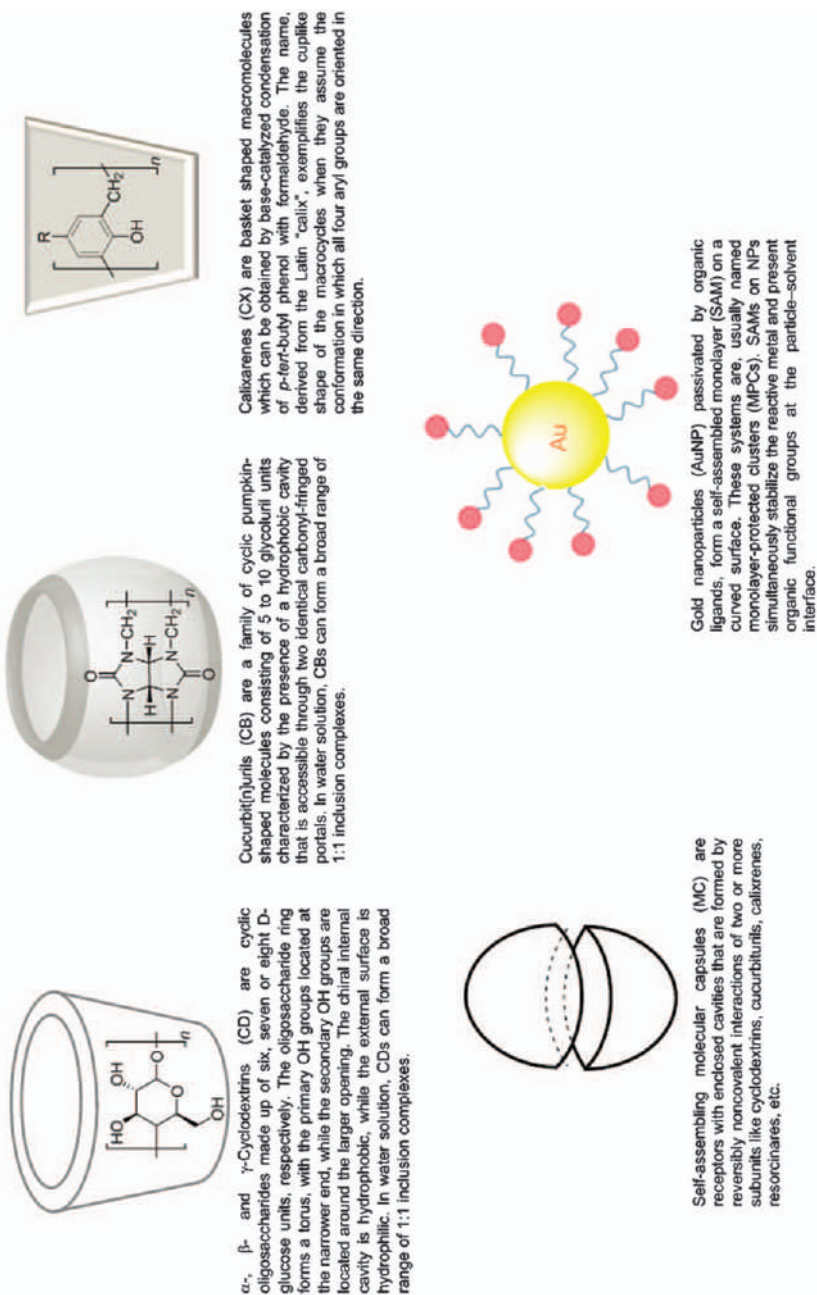 HO
OH
O
O
OH
n
α-, β- and γ-Cyclodextrins (CD) are cyclic
oligosaccharides made up of six, seven or eight D-
glucose units, respectively. The oligosaccharide ring
forms a torus, with the primary OH groups located at
the narrower end, while the secondary OH groups are
located around the larger opening. The chiral internal
cavity is hydrophobic, while the external surface is
hydrophilic. In water solution, CDs can form a broad
range of 1:1 inclusion complexes.
O
N
N–CH₂
H
H
N
N–CH₂
O
n
Cucurbit[n]urils (CB) are a family of cyclic pumpkin-
shaped molecules consisting of 5 to 10 glycoluril units
characterized by the presence of a hydrophobic cavity
that is accessible through two identical carbonyl-fringed
portals. In water solution, CBs can form a broad range of
1:1 inclusion complexes.
R
n
CH₂
OH
Calixarenes (CX) are basket shaped macromolecules
which can be obtained by base-catalyzed condensation
of p-tert-butyl phenol with formaldehyde. The name,
derived from the Latin "calix", exemplifies the cuplike
shape of the macrocycles when they assume the
conformation in which all four aryl groups are oriented in
the same direction.
Self-assembling molecular capsules (MC) are
receptors with enclosed cavities that are formed by
reversibly noncovalent interactions of two or more
subunits like cyclodextrins, cucurbiturils, calixrenes,
resorcinares, etc.
Au
Gold nanoparticles (AuNP) passivated by organic
ligands, form a self-assembled monolayer (SAM) on a
curved surface. These systems are, usually named
monolayer-protected clusters (MPCs). SAMs on NPs
simultaneously stabilize the reactive metal and present
organic functional groups at the particle–solvent
interface.